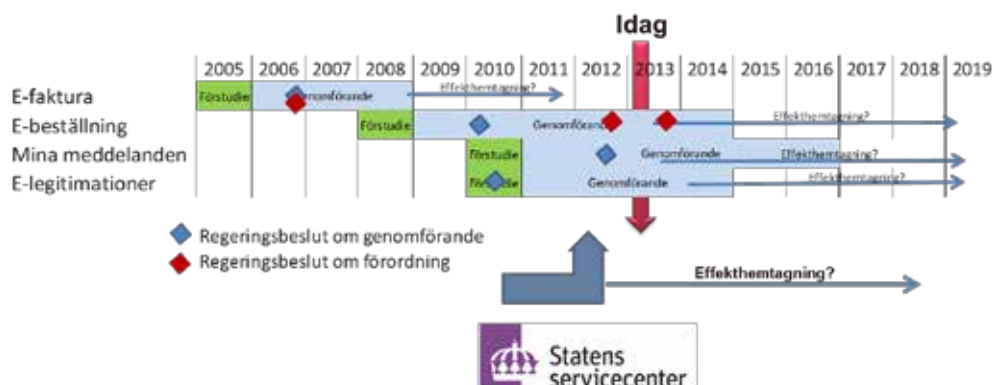 Idag
2005 2006 2007 2008 2009 2010 2011 2012 2013 2014 2015 2016 2017 2018 2019
E-faktura Förstudie Genomförande Effekthemtagning?
E-beställning Förstudie Genomförande Effekthemtagning?
Mina meddelanden Förstudie Genomförande Effekthemtagning?
E-legitimationer Förstudie Genomförande Effekthemtagning?
Regeringsbeslut om genomförande
Regeringsbeslut om förordning
Effekthemtagning?
Statens
servicecenter